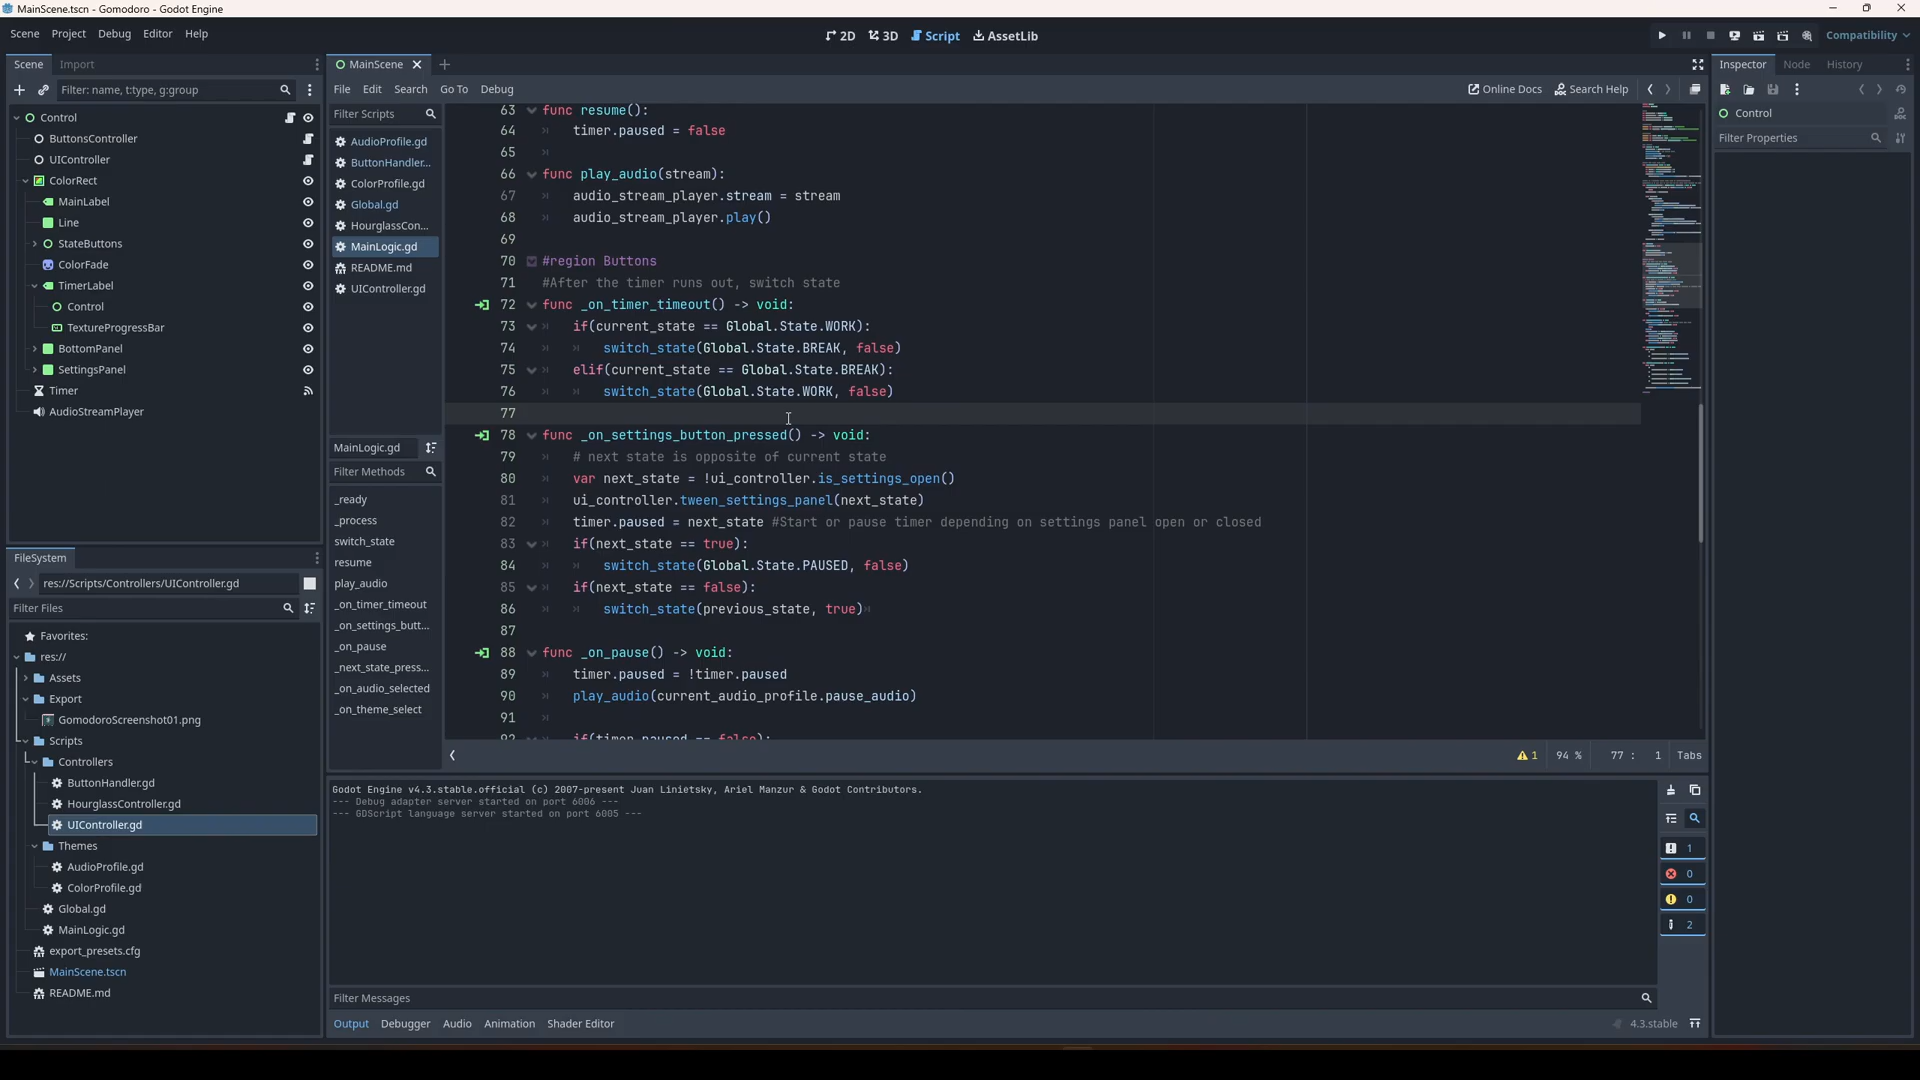 MainScene.tscn - Gomodoro - Godot Engine
Scene Project Debug Editor Help
2D 3D Script AssetLib
Compatibility
Scene Import
Filter: name, t:type, g:group
Control
ButtonsController
UIController
ColorRect
MainLabel
Line
StateButtons
ColorFade
TimerLabel
Control
TextureProgressBar
BottomPanel
SettingsPanel
Timer
AudioStreamPlayer
FileSystem
res://Scripts/Controllers/UIController.gd
Filter Files
Favorites:
res://
Assets
Export
GomodoroScreenshot01.png
Scripts
Controllers
ButtonHandler.gd
HourglassController.gd
UIController.gd
Themes
AudioProfile.gd
ColorProfile.gd
Global.gd
MainLogic.gd
export_presets.cfg
MainScene.tscn
README.md
MainScene
File Edit Search Go To Debug
Online Docs Search Help
Filter Scripts
AudioProfile.gd
ButtonHandler...
ColorProfile.gd
Global.gd
HourglassCon...
MainLogic.gd
README.md
UIController.gd
MainLogic.gd
Filter Methods
_ready
_process
switch_state
resume
play_audio
_on_timer_timeout
_on_settings_butt...
_on_pause
_next_state_press...
_on_audio_selected
_on_theme_select
63 func resume():
64 timer.paused = false
65
66 func play_audio(stream):
67 audio_stream_player.stream = stream
68 audio_stream_player.play()
69
70 #region Buttons
71 #After the timer runs out, switch state
72 func _on_timer_timeout() -> void:
73 if(current_state == Global.State.WORK):
74 switch_state(Global.State.BREAK, false)
75 elif(current_state == Global.State.BREAK):
76 switch_state(Global.State.WORK, false)
77
78 func _on_settings_button_pressed() -> void:
79 # next state is opposite of current state
80 var next_state = !ui_controller.is_settings_open()
81 ui_controller.tween_settings_panel(next_state)
82 timer.paused = next_state #Start or pause timer depending on settings panel open or closed
83 if(next_state == true):
84 switch_state(Global.State.PAUSED, false)
85 if(next_state == false):
86 switch_state(previous_state, true)
87
88 func _on_pause() -> void:
89 timer.paused = !timer.paused
90 play_audio(current_audio_profile.pause_audio)
91
92 if(timer.paused == false):
1 94 % 77 : 1 Tabs
Godot Engine v4.3.stable.official (c) 2007-present Juan Linietsky, Ariel Manzur & Godot Contributors.
--- Debug adapter server started on port 6006 ---
--- GDScript language server started on port 6005 ---
1
0
0
2
Filter Messages
Output Debugger Audio Animation Shader Editor
4.3.stable
Inspector Node History
Control
Filter Properties